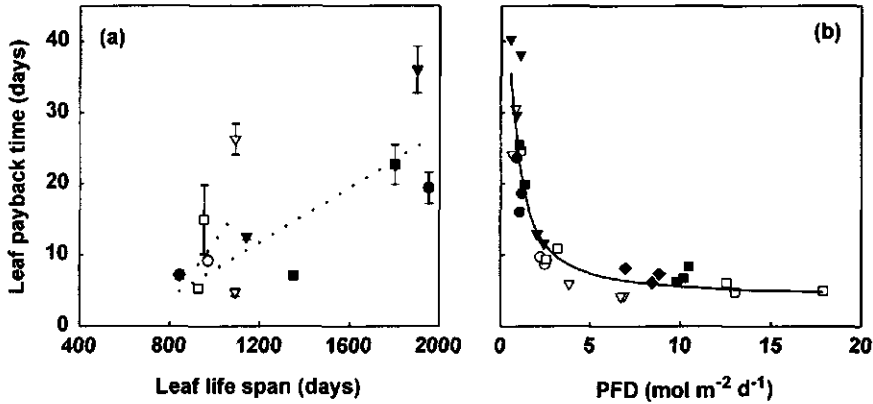 Leaf payback time (days)
(a)
40
30
20
10
0
400 800 1200 1600 2000
Leaf life span (days)
(b)
0 5 10 15 20
PFD (mol m⁻² d⁻¹)